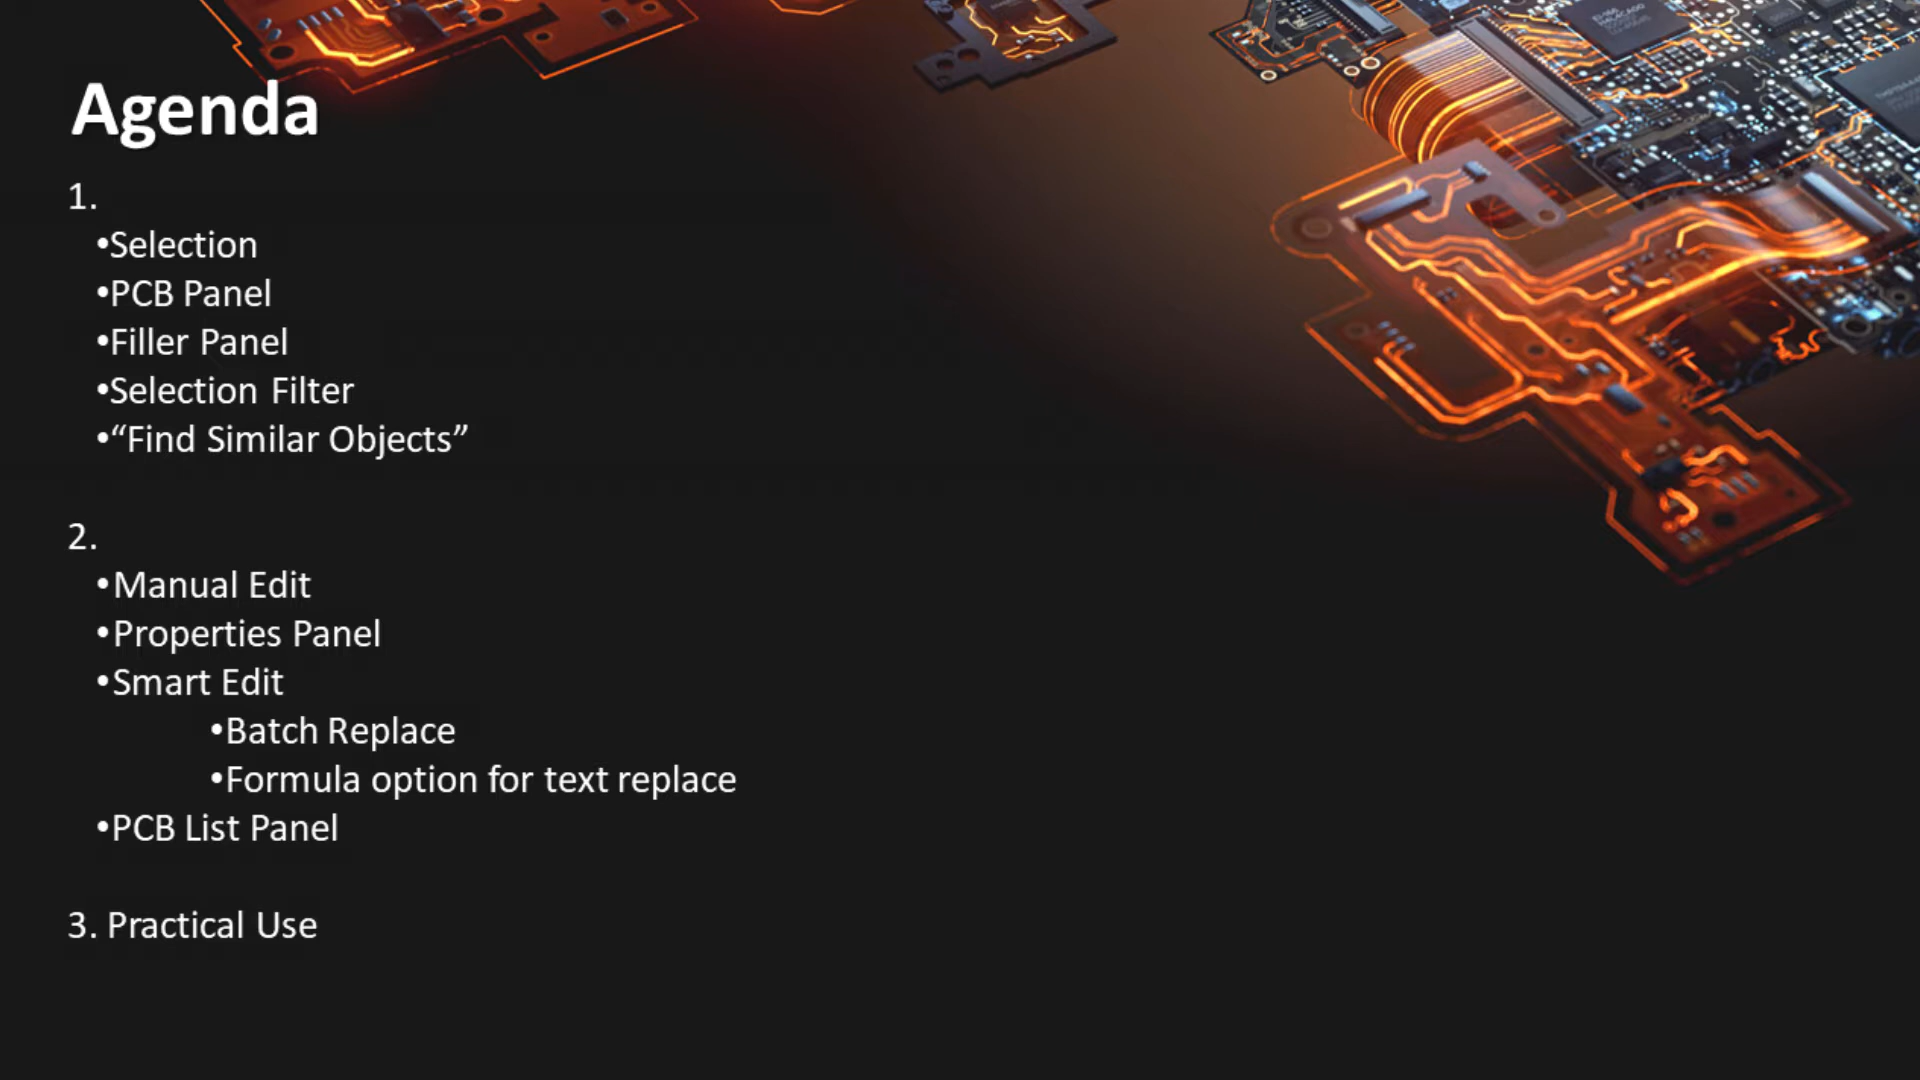 Agenda
1.
•Selection
•PCB Panel
•Filler Panel
•Selection Filter
•“Find Similar Objects”
2.
•Manual Edit
•Properties Panel
•Smart Edit
•Batch Replace
•Formula option for text replace
•PCB List Panel
3. Practical Use